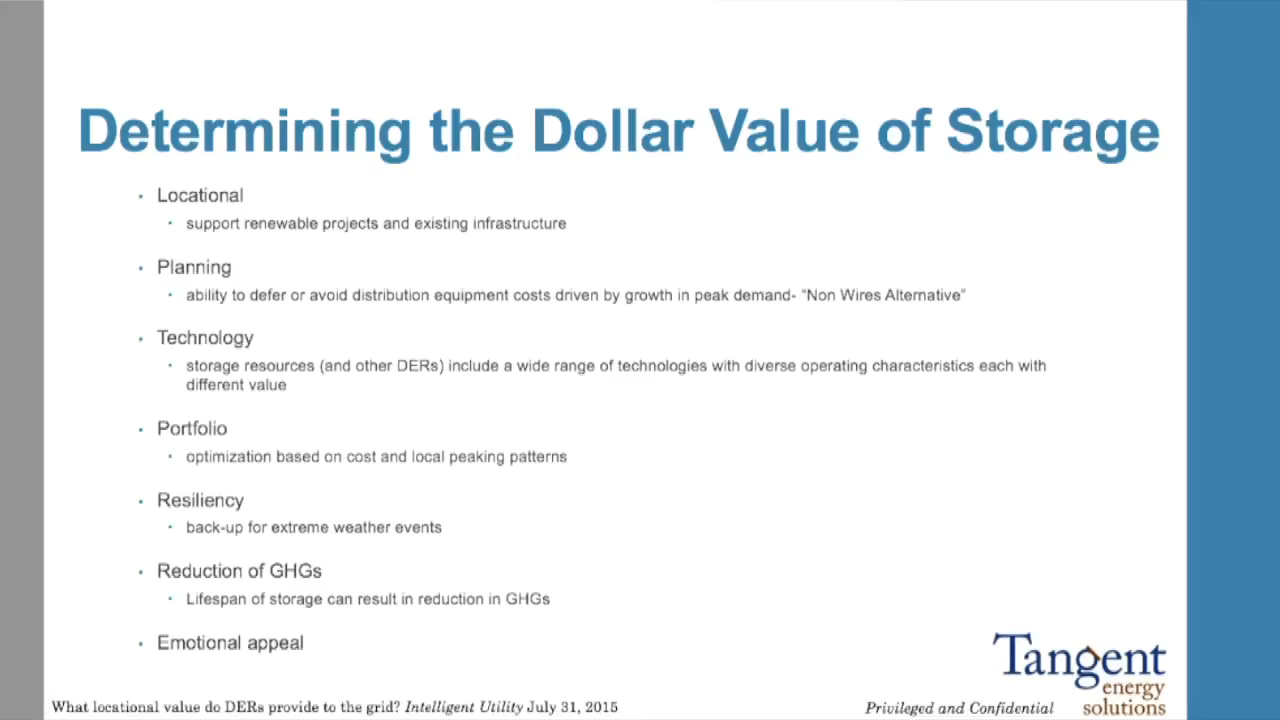 Determining the Dollar Value of Storage
· Locational
· support renewable projects and existing infrastructure
· Planning
· ability to defer or avoid distribution equipment costs driven by growth in peak demand- “Non Wires Alternative”
· Technology
· storage resources (and other DERs) include a wide range of technologies with diverse operating characteristics each with
different value
· Portfolio
· optimization based on cost and local peaking patterns
· Resiliency
· back-up for extreme weather events
· Reduction of GHGs
· Lifespan of storage can result in reduction in GHGs
· Emotional appeal
Tangent
energy
solutions
What locational value do DERs provide to the grid? Intelligent Utility July 31, 2015
Privileged and Confidential